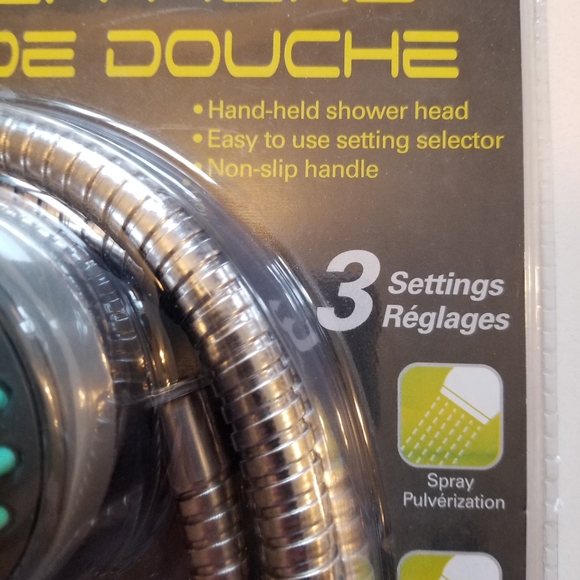 DE DOUCHE
•Hand-held shower head
•Easy to use setting selector
•Non-slip handle
3 Settings
Réglages
Spray
Pulvérization